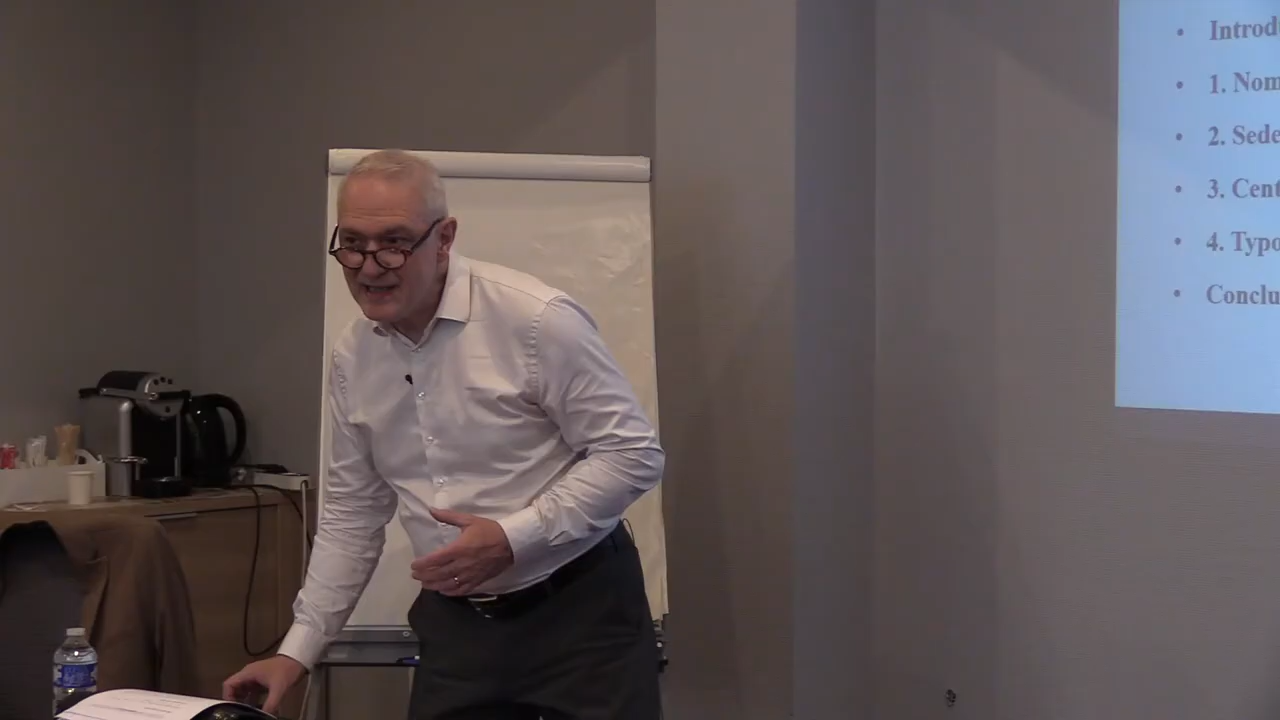 • Introd
• 1. Nom
• 2. Sede
• 3. Cent
• 4. Typo
• Conclu